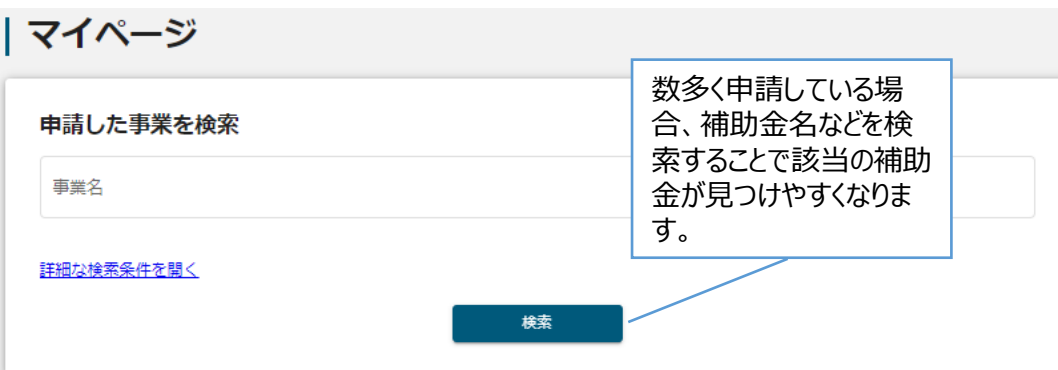 マイページ
申請した事業を検索
事業名
詳細な検索条件を開く
検索
数多く申請している場
合、補助金名などを検
索することで該当の補助
金が見つけやすくなりま
す。